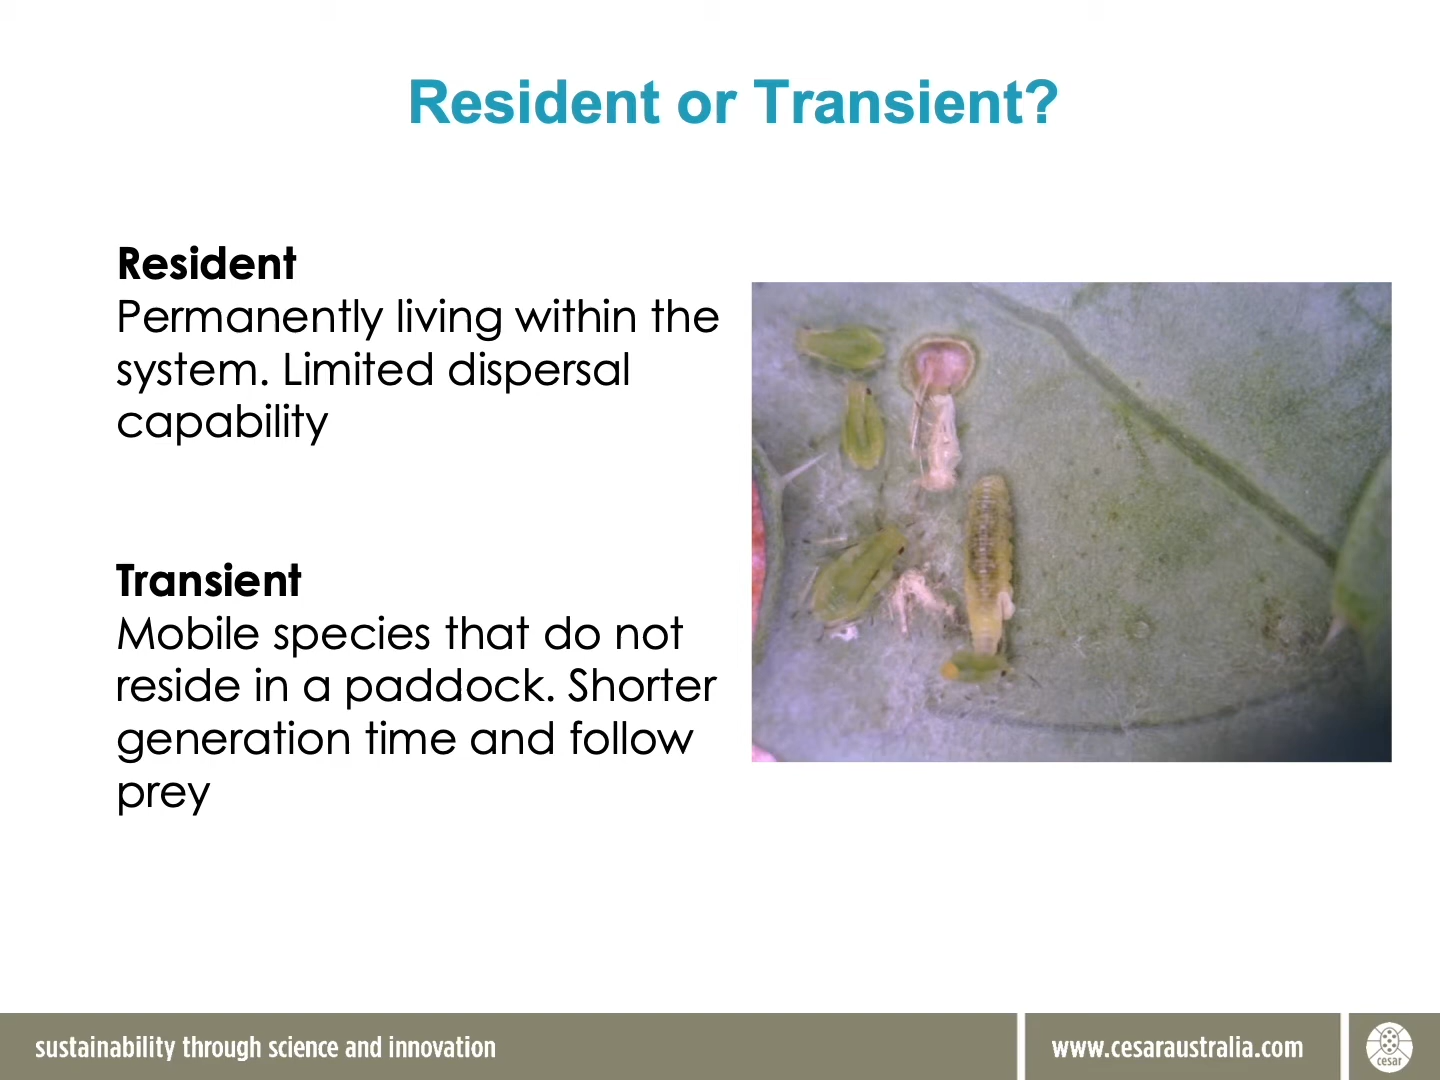 Resident or Transient?
Resident
Permanently living within the
system. Limited dispersal
capability
Transient
Mobile species that do not
reside in a paddock. Shorter
generation time and follow
prey
sustainability through science and innovation
www.cesaraustralia.com
cesar